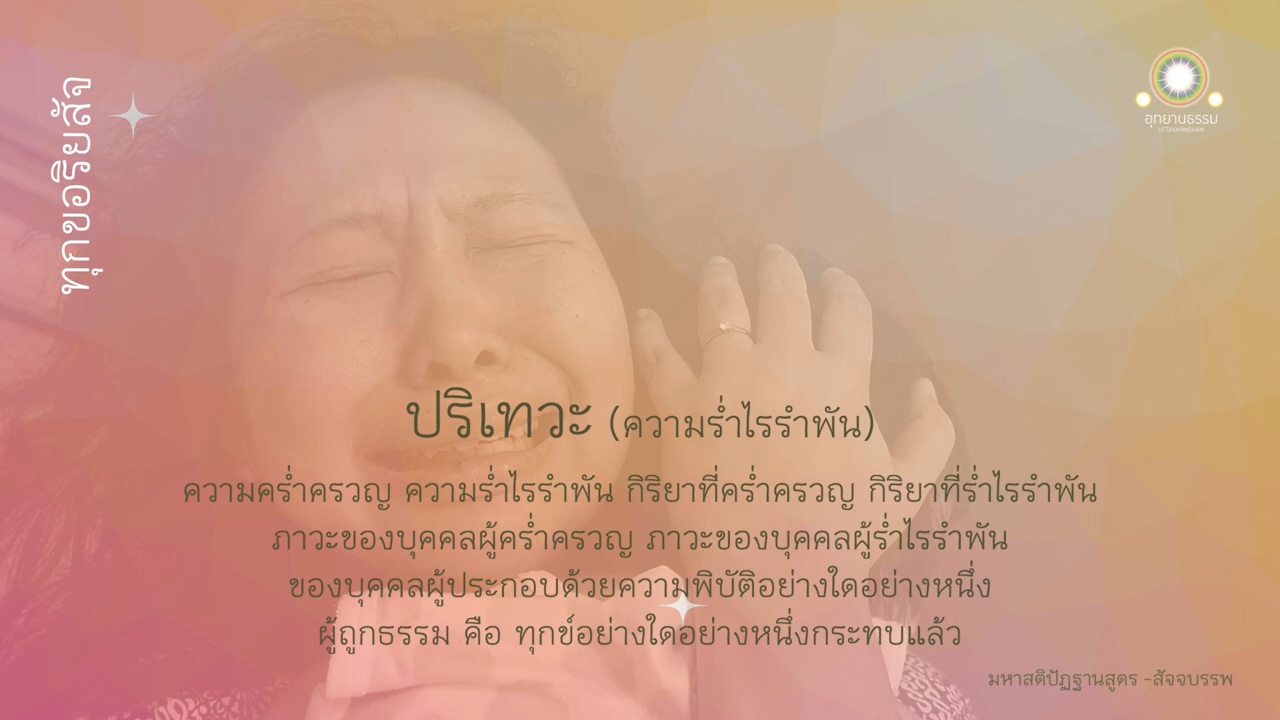 ทุกขอริยสัจ
อุทยานธรรม
UTTAYARNDHAM
ปริเทวะ (ความร่ำไรรำพัน)
ความคร่ำครวญ ความร่ำไรรำพัน กิริยาที่คร่ำครวญ กิริยาที่ร่ำไรรำพัน
ภาวะของบุคคลผู้คร่ำครวญ ภาวะของบุคคลผู้ร่ำไรรำพัน
ของบุคคลผู้ประกอบด้วยความพิบัติอย่างใดอย่างหนึ่ง
ผู้ถูกธรรม คือ ทุกข์อย่างใดอย่างหนึ่งกระทบแล้ว
มหาสติปัฏฐานสูตร -สัจจบรรพ